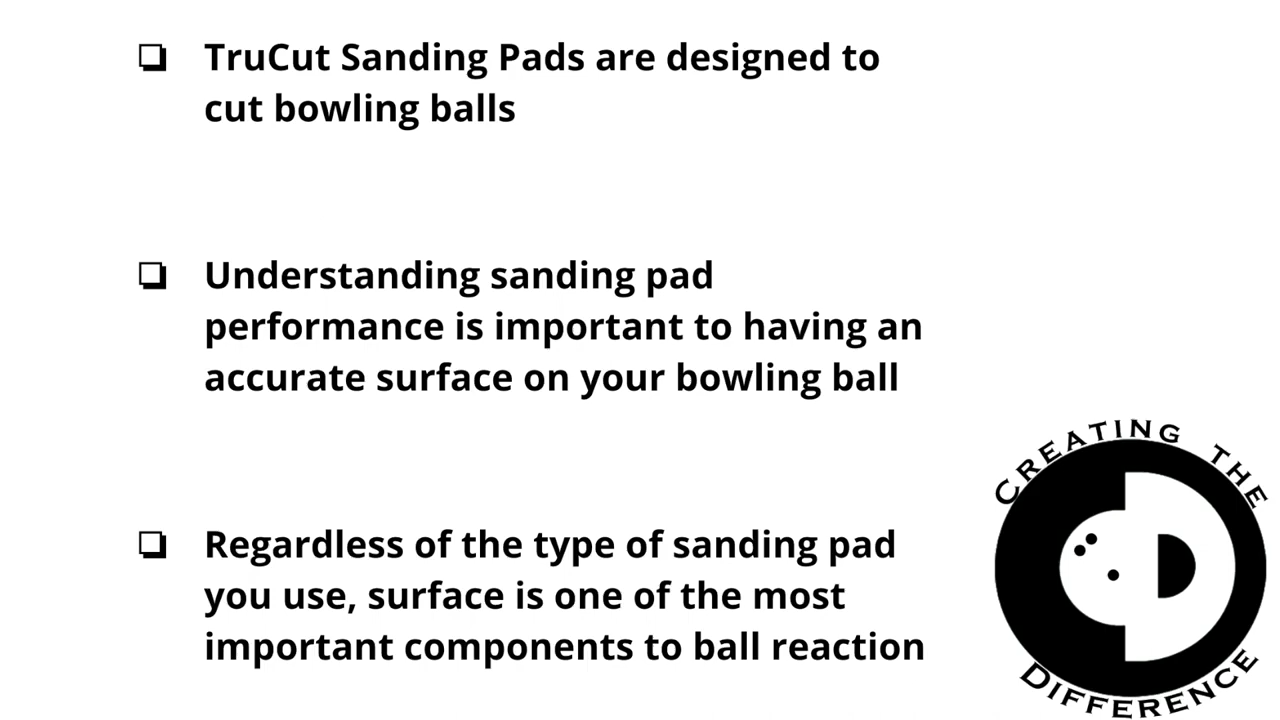 ❏ TruCut Sanding Pads are designed to
cut bowling balls
❏ Understanding sanding pad
performance is important to having an
accurate surface on your bowling ball
❏ Regardless of the type of sanding pad
you use, surface is one of the most
important components to ball reaction
CREATING THE
DIFFERENCE